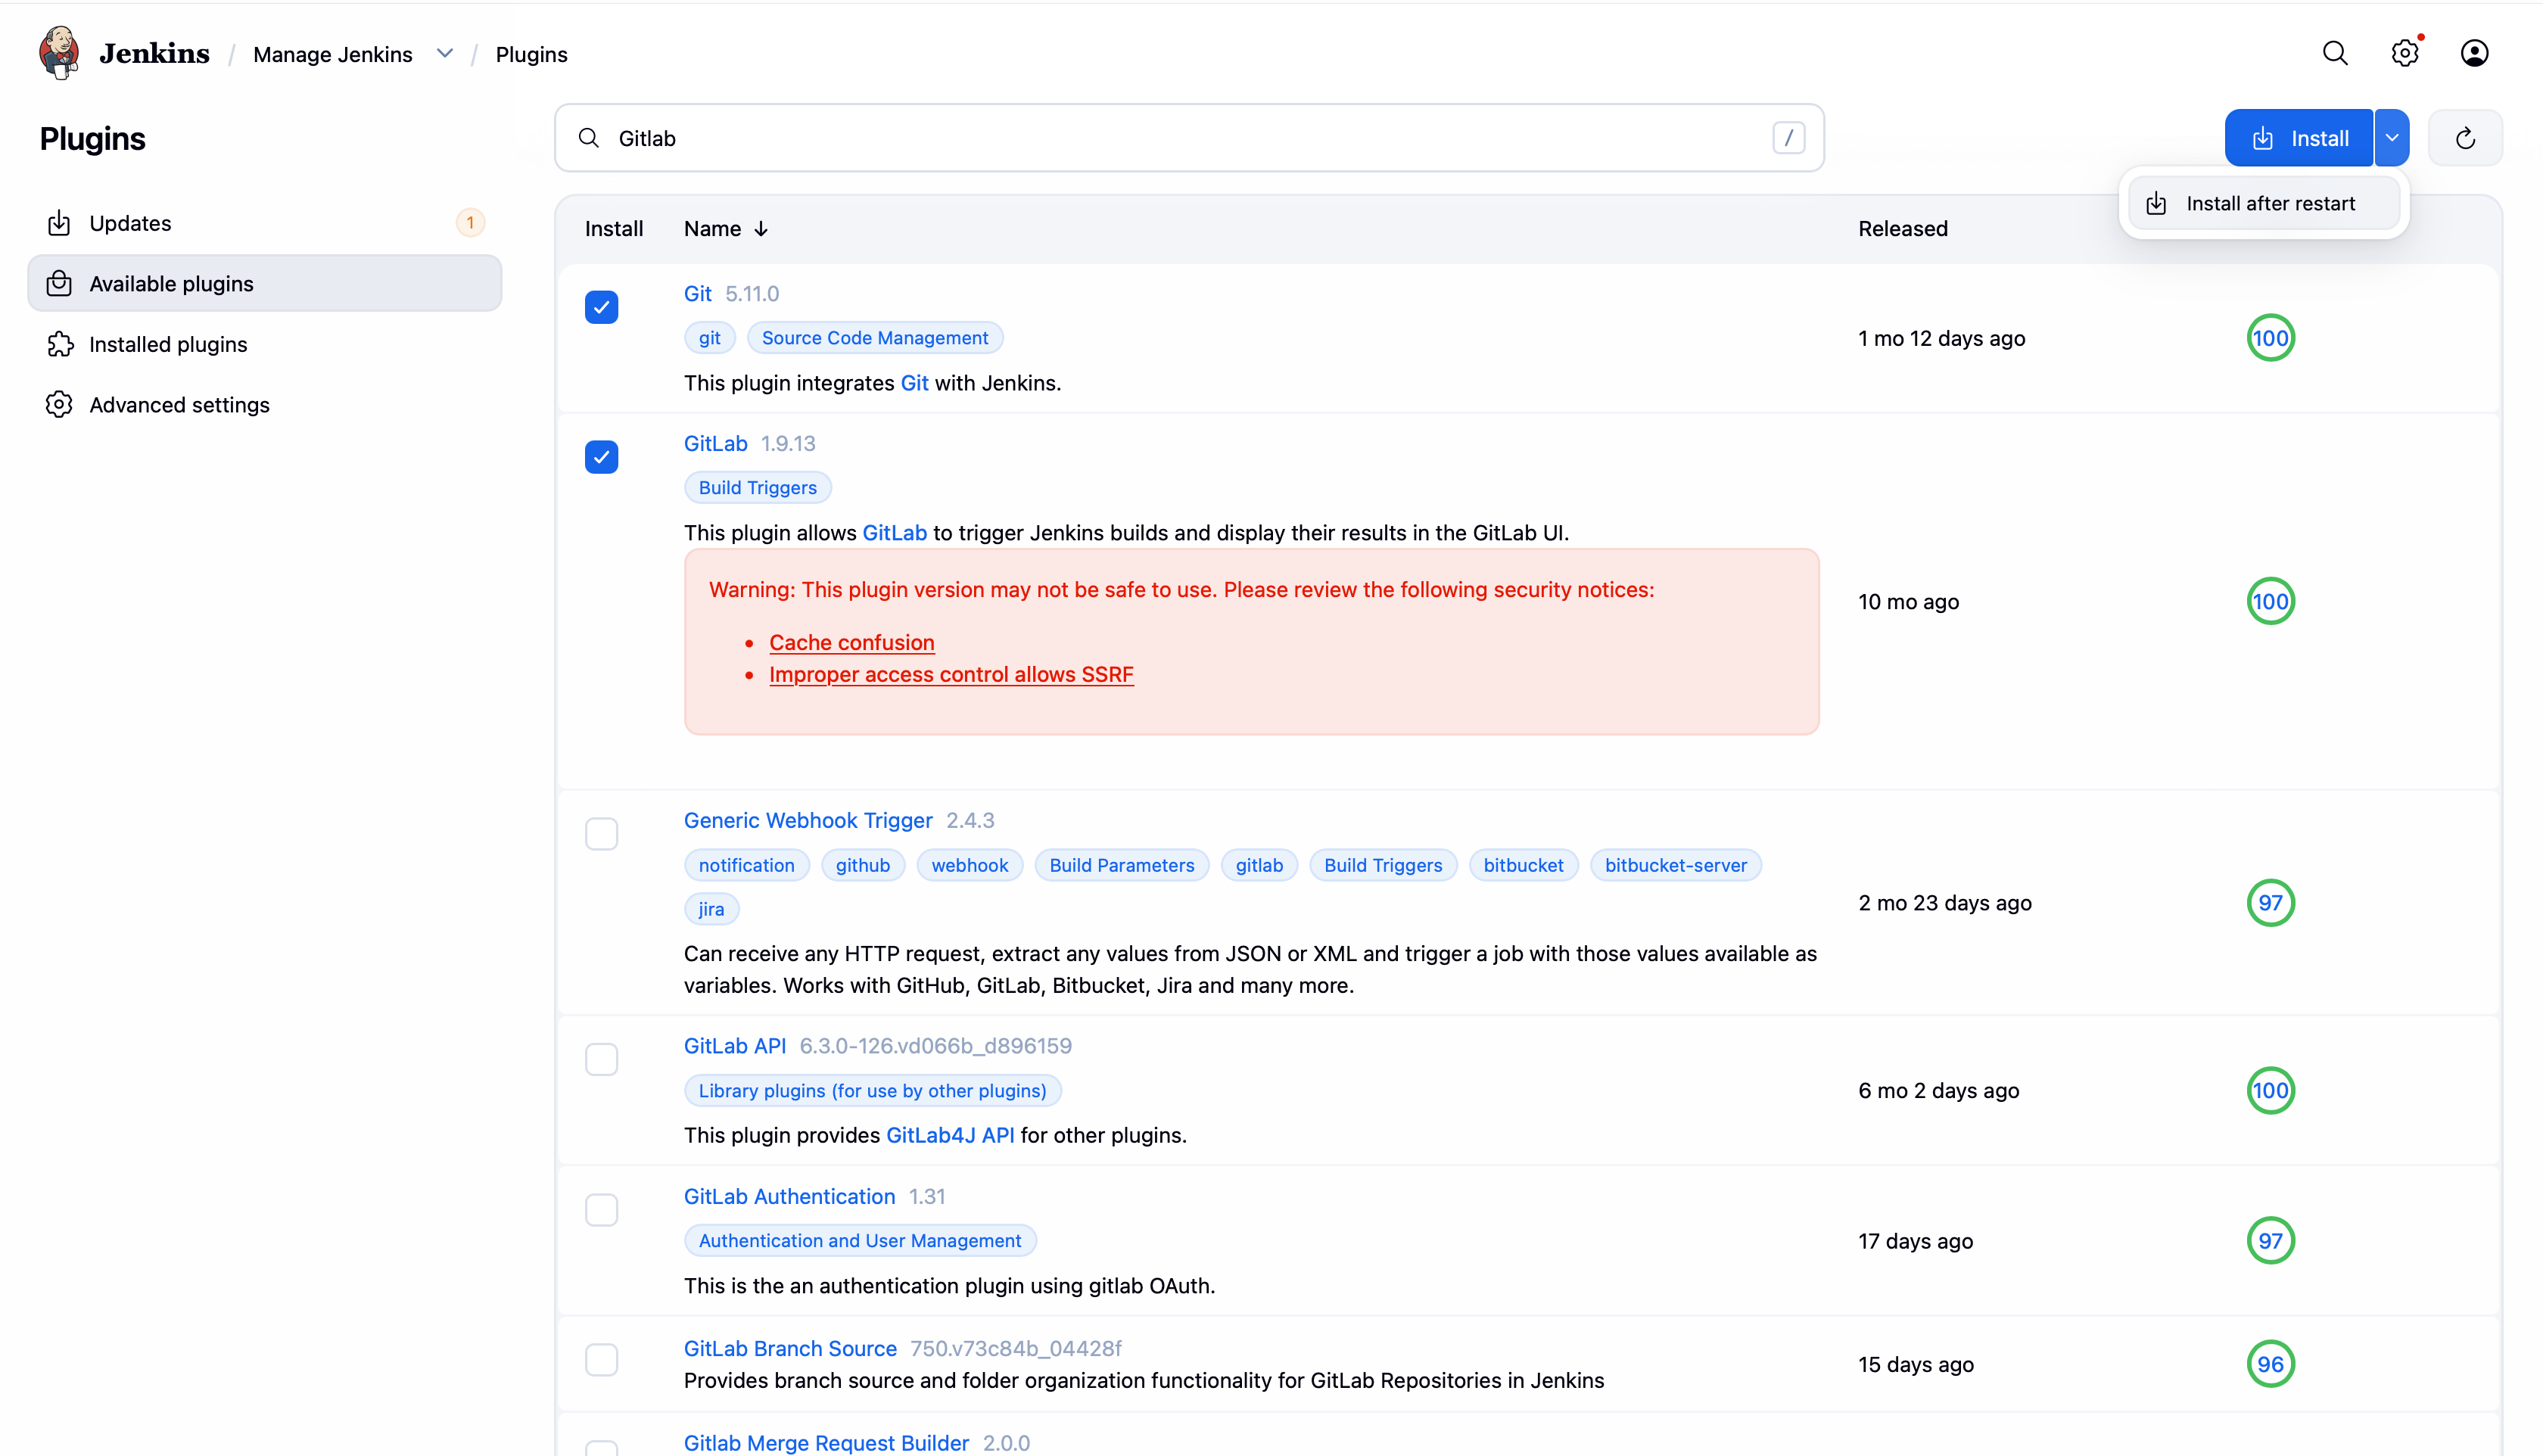 Jenkins / Manage Jenkins / Plugins
Plugins
Gitlab /
Install
Install after restart
Updates 1
Available plugins
Installed plugins
Advanced settings
Install Name ↓ Released
Git 5.11.0
git Source Code Management
This plugin integrates Git with Jenkins.
1 mo 12 days ago 100
GitLab 1.9.13
Build Triggers
This plugin allows GitLab to trigger Jenkins builds and display their results in the GitLab UI.
Warning: This plugin version may not be safe to use. Please review the following security notices:
• Cache confusion
• Improper access control allows SSRF
10 mo ago 100
Generic Webhook Trigger 2.4.3
notification github webhook Build Parameters gitlab Build Triggers bitbucket bitbucket-server
jira
Can receive any HTTP request, extract any values from JSON or XML and trigger a job with those values available as
variables. Works with GitHub, GitLab, Bitbucket, Jira and many more.
2 mo 23 days ago 97
GitLab API 6.3.0-126.vd066b_d896159
Library plugins (for use by other plugins)
This plugin provides GitLab4J API for other plugins.
6 mo 2 days ago 100
GitLab Authentication 1.31
Authentication and User Management
This is the an authentication plugin using gitlab OAuth.
17 days ago 97
GitLab Branch Source 750.v73c84b_04428f
Provides branch source and folder organization functionality for GitLab Repositories in Jenkins
15 days ago 96
Gitlab Merge Request Builder 2.0.0